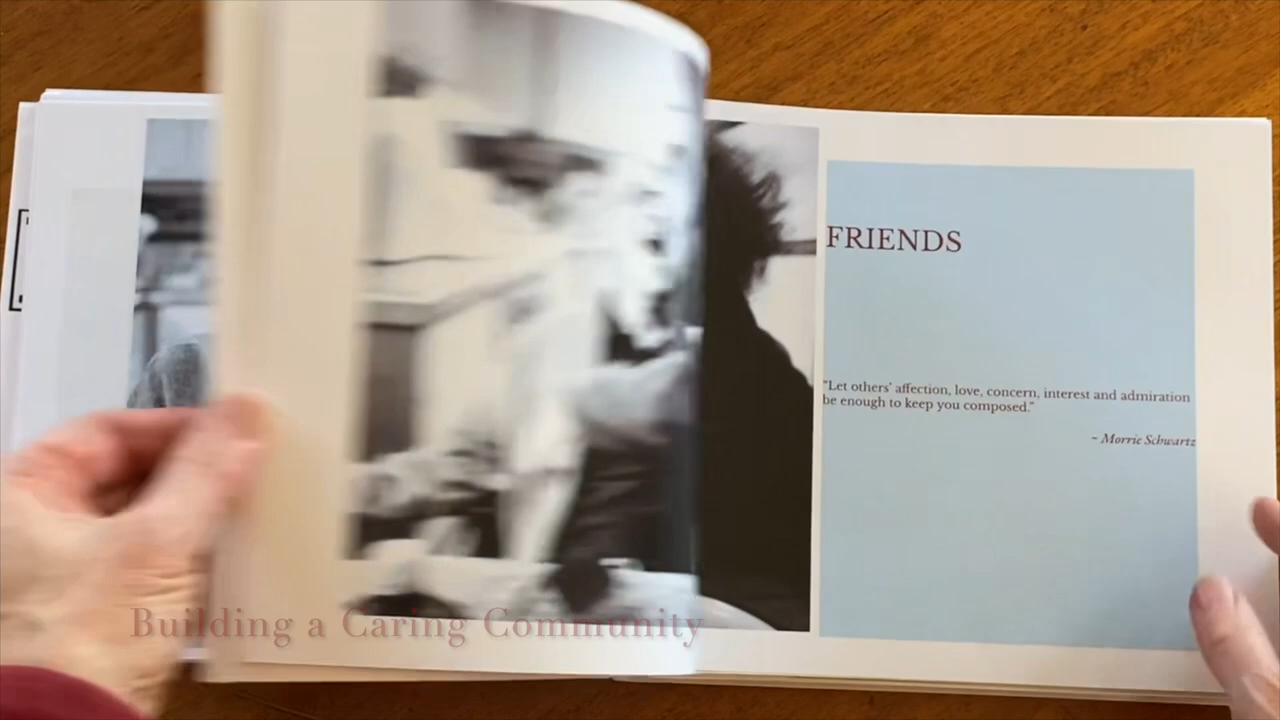 FRIENDS
"Let others' affection, love, concern, interest and admiration
be enough to keep you composed."
~ Morrie Schwartz
Building a Caring Community